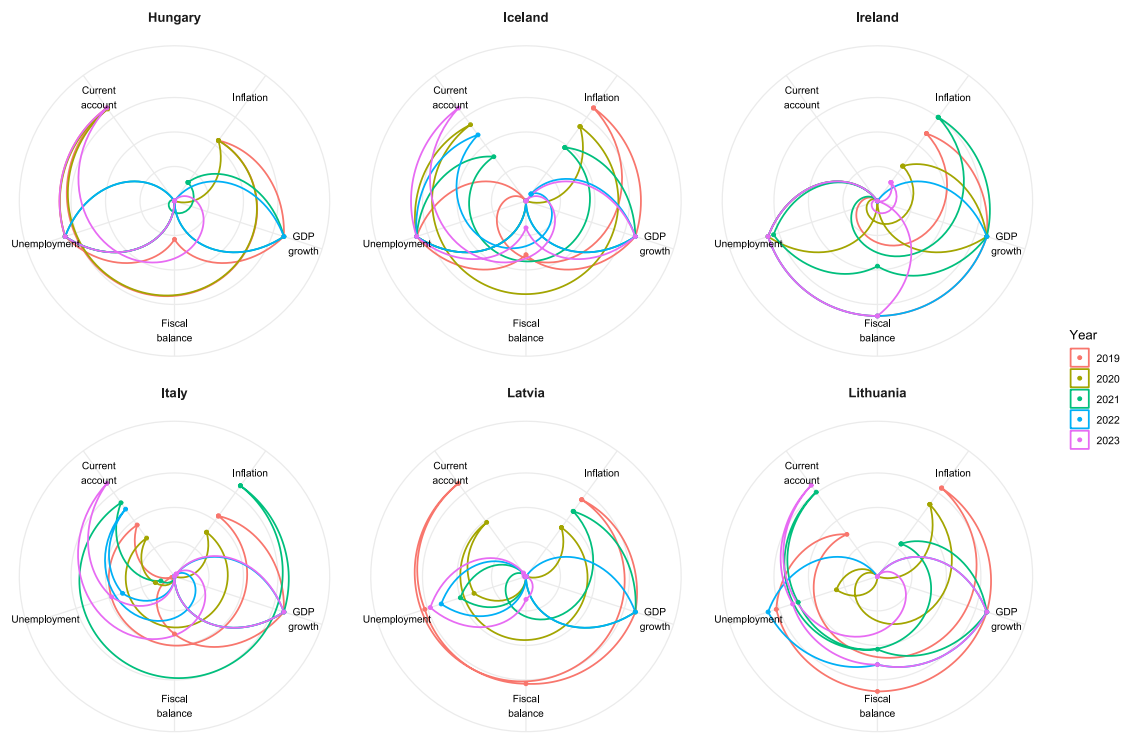 Hungary
Iceland
Ireland
Current
account
Inflation
Unemployment
GDP
growth
Fiscal
balance
Current
account
Inflation
Unemployment
GDP
growth
Fiscal
balance
Current
account
Inflation
Unemployment
GDP
growth
Fiscal
balance
Italy
Latvia
Lithuania
Current
account
Inflation
Unemployment
GDP
growth
Fiscal
balance
Current
account
Inflation
Unemployment
GDP
growth
Fiscal
balance
Current
account
Inflation
Unemployment
GDP
growth
Fiscal
balance
Year
2019
2020
2021
2022
2023